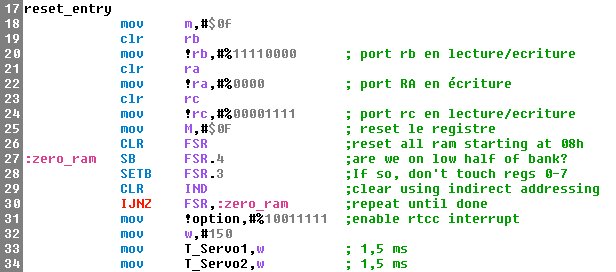 17 reset_entry
18 mov m,#$0f
19 clr rb
20 mov !rb,#%11110000 ; port rb en lecture/ecriture
21 clr ra
22 mov !ra,#%0000 ; port RA en écriture
23 clr rc
24 mov !rc,#%00001111 ; port rc en lecture/ecriture
25 mov M,#$0F ; reset le registre
26 CLR FSR ;reset all ram starting at 08h
27 :zero_ram SB FSR.4 ;are we on low half of bank?
28 SETB FSR.3 ;If so, don't touch regs 0-7
29 CLR IND ;clear using indirect addressing
30 IJNZ FSR,:zero_ram ;repeat until done
31 mov !option,#%10011111 ;enable rtcc interrupt
32 mov w,#150
33 mov T_Servo1,w ; 1,5 ms
34 mov T_Servo2,w ; 1,5 ms